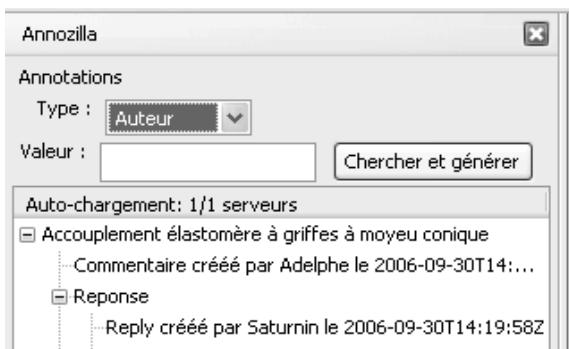 Annozilla
Annotations
Type :
Auteur
Valeur :
Chercher et générer
Auto-chargement: 1/1 serveurs
Accouplement élastomère à griffes à moyeu conique
Commentaire crééé par Adelphe le 2006-09-30T14:...
Reponse
Reply crééé par Saturnin le 2006-09-30T14:19:58Z